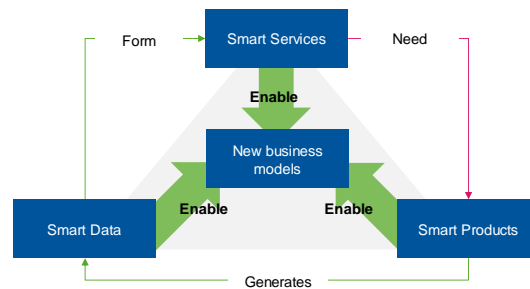 Form
Smart Services
Need
Enable
New business
models
Enable
Enable
Smart Data
Smart Products
Generates